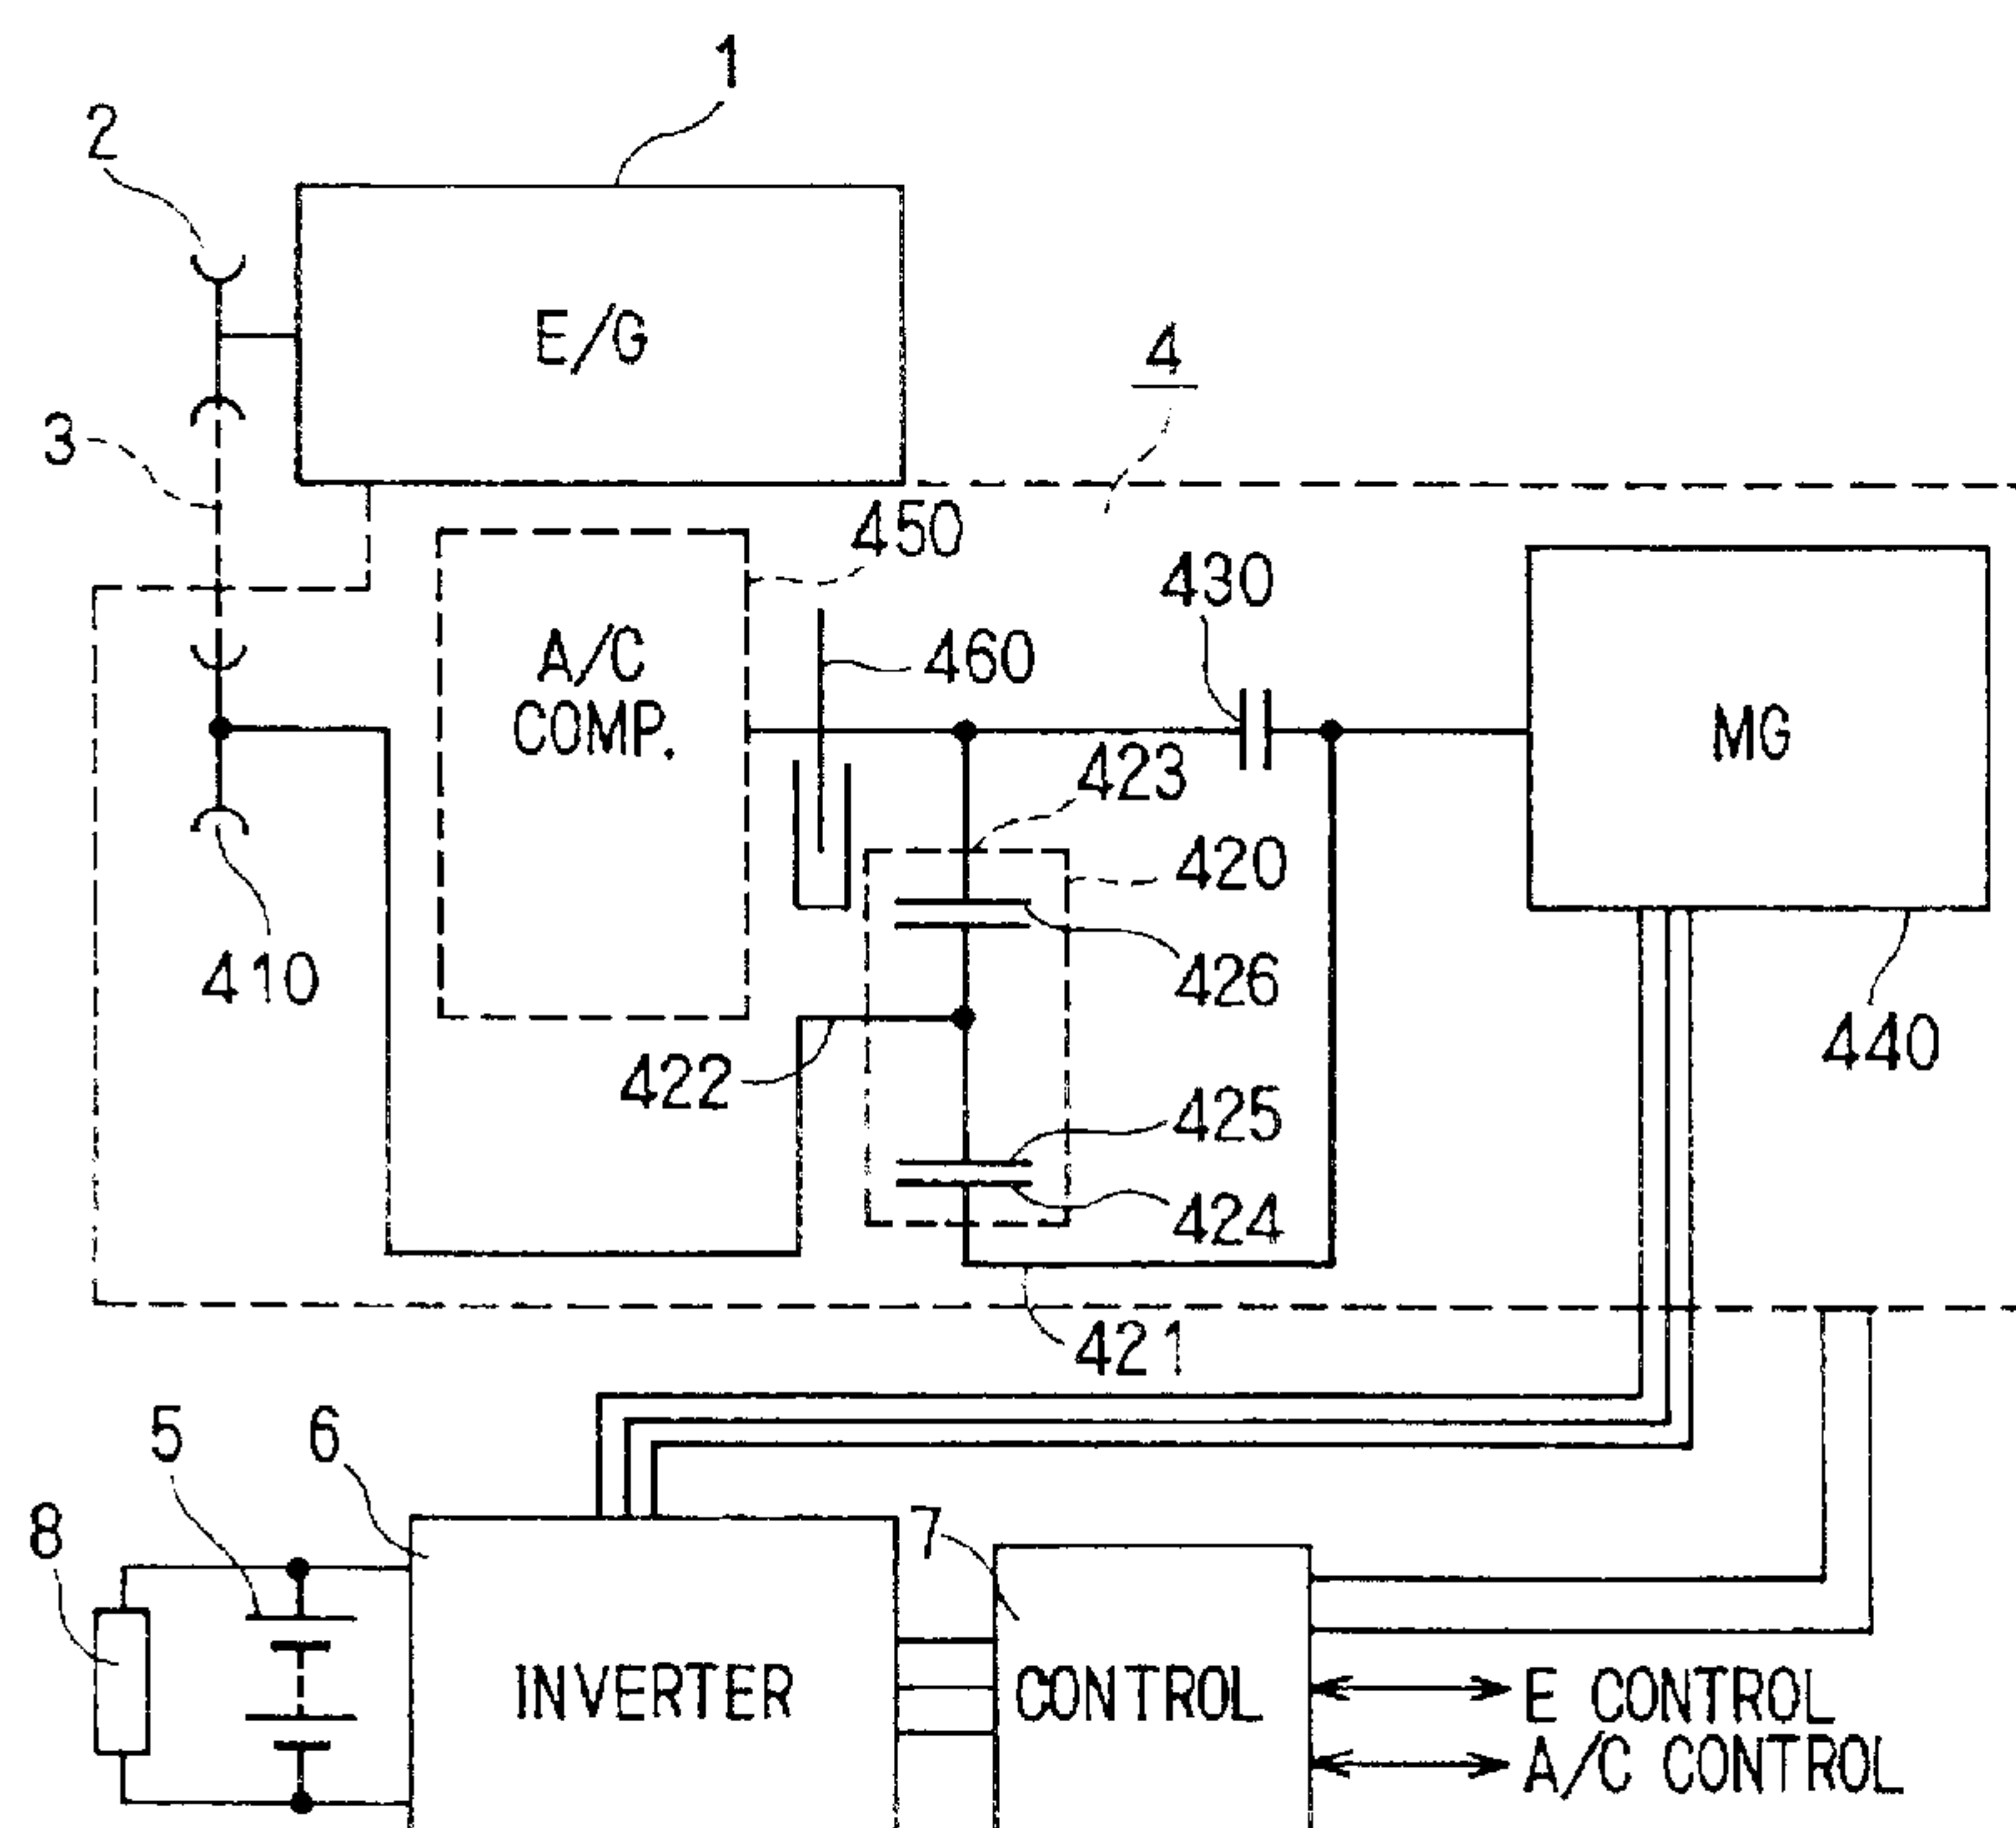 1
2
E/G
4
3
450
430
A/C
COMP.
460
MG
423
420
410
426
422
440
425
424
421
5
6
8
7
INVERTER
CONTROL
E CONTROL
A/C CONTROL